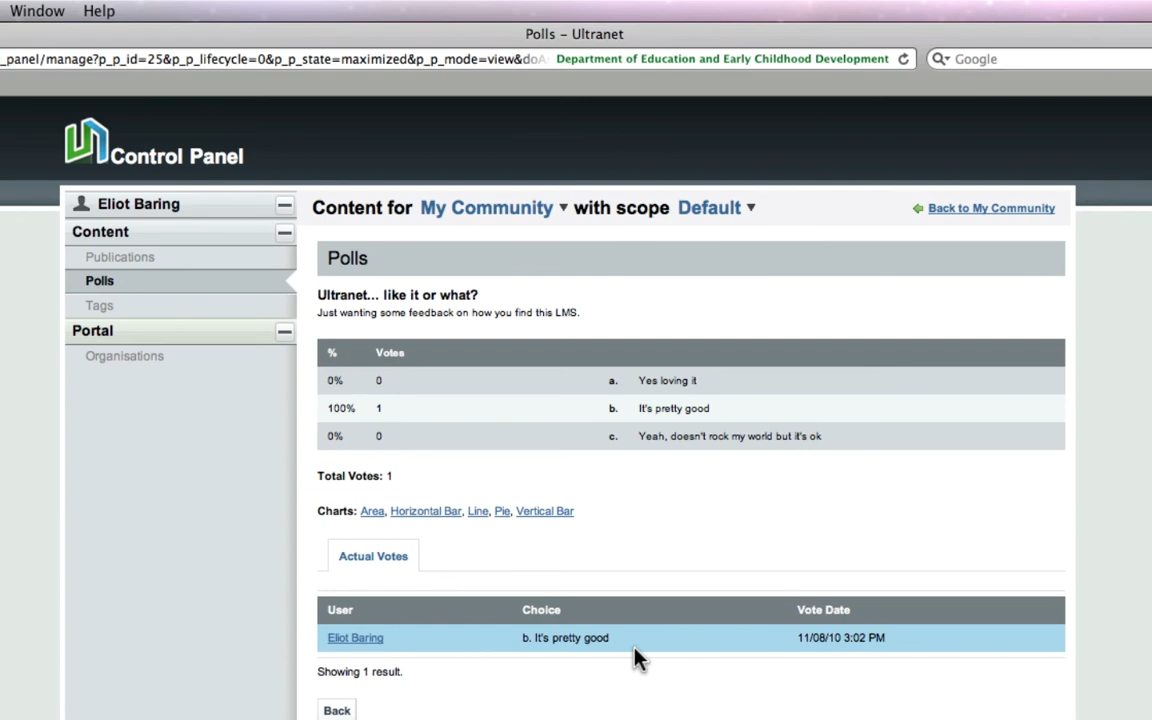 Window Help
Polls – Ultranet
_panel/manage?p_p_id=25&p_p_lifecycle=0&p_p_state=maximized&p_p_mode=view&doA Department of Education and Early Childhood Development Google
Control Panel
Eliot Baring
Content for My Community with scope Default Back to My Community
Content
Publications
Polls
Tags
Portal
Organisations
Polls
Ultranet... like it or what?
Just wanting some feedback on how you find this LMS.
% Votes
0% 0 a. Yes loving it
100% 1 b. It's pretty good
0% 0 c. Yeah, doesn't rock my world but it's ok
Total Votes: 1
Charts: Area, Horizontal Bar, Line, Pie, Vertical Bar
Actual Votes
User Choice Vote Date
Eliot Baring b. It's pretty good 11/08/10 3:02 PM
Showing 1 result.
Back